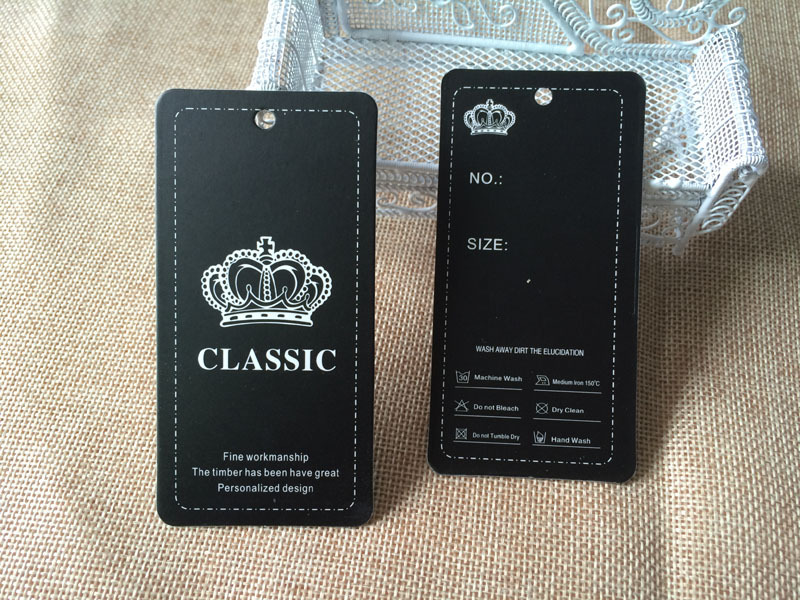 CLASSIC
Fine workmanship
The timber has been have great
Personalized design
NO.:
SIZE:
WASH AWAY DIRT THE ELUCIDATION
30 Machine Wash
Medium Iron 150°C
Do not Bleach
Dry Clean
Do not Tumble Dry
Hand Wash